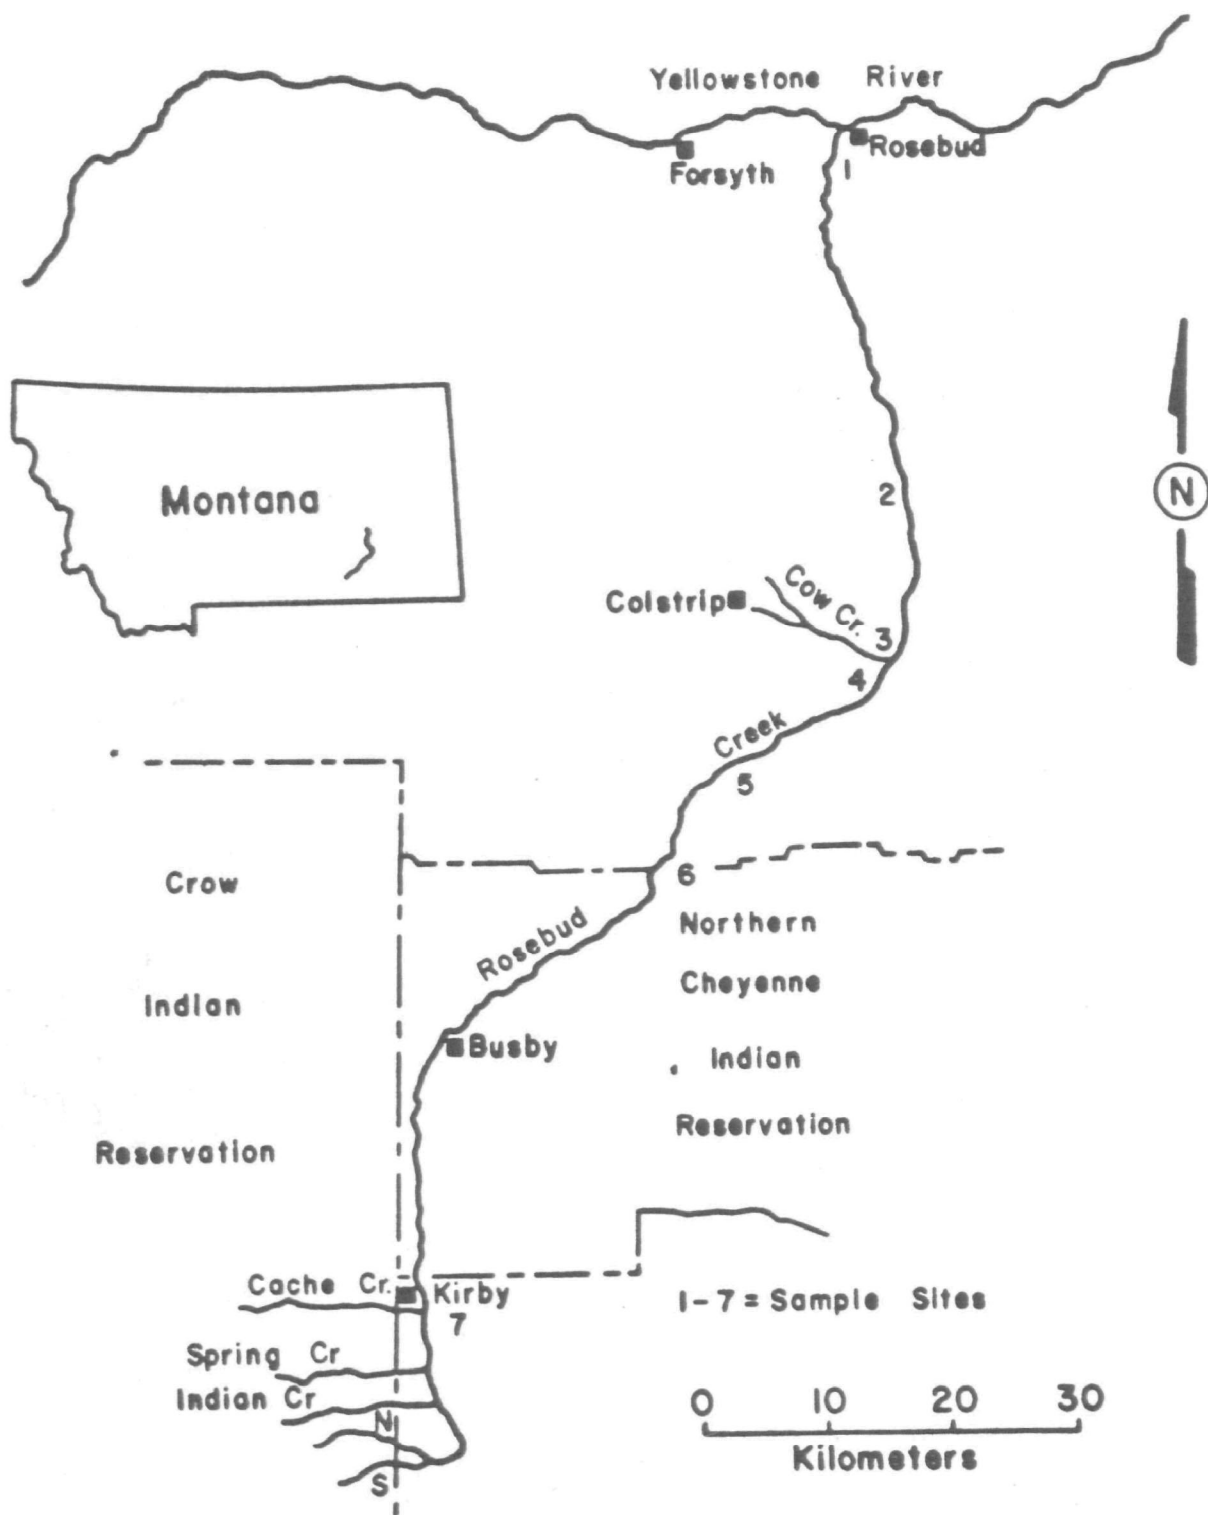 Yellowstone River
Rosebud
Forsyth
1
Montana
N
2
Colstrip
Cow Cr.
3
4
Creek
5
6
Crow
Indian
Reservation
Northern
Cheyenne
Indian
Reservation
Rosebud
Busby
Cache Cr.
Kirby
7
1-7 = Sample Sites
Spring Cr
Indian Cr
N
S
0 10 20 30
Kilometers